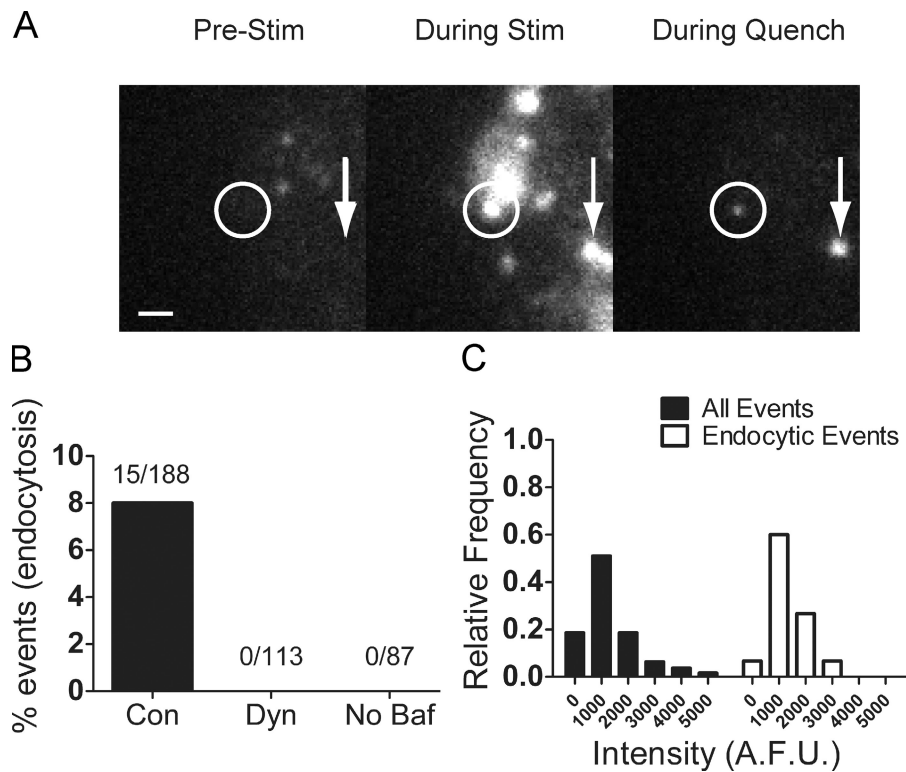 A
Pre-Stim During Stim During Quench
B
% events (endocytosis)
10
8
6
4
2
0
15/188
0/113
0/87
Con Dyn No Baf
C
All Events
Endocytic Events
Relative Frequency
1.0
0.8
0.6
0.4
0.2
0.0
0 1000 2000 3000 4000 5000 0 1000 2000 3000 4000 5000
Intensity (A.F.U.)